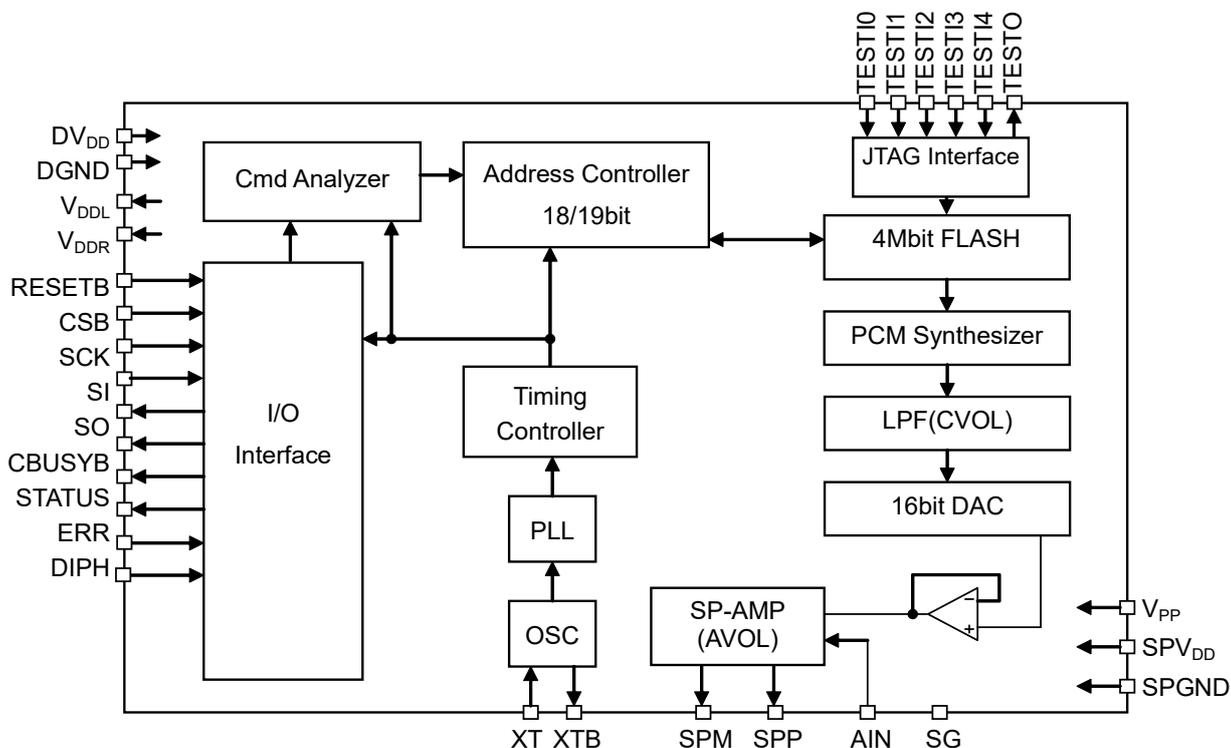 TESTI0
TESTI1
TESTI2
TESTI3
TESTI4
TESTO
DVDD
DGND
VDDL
VDDR
RESETB
CSB
SCK
SI
SO
CBUSYB
STATUS
ERR
DIPH
Cmd Analyzer
Address Controller
18/19bit
JTAG Interface
4Mbit FLASH
PCM Synthesizer
LPF(CVOL)
16bit DAC
I/O
Interface
Timing
Controller
PLL
OSC
SP-AMP
(AVOL)
−
+
VPP
SPVDD
SPGND
XT
XTB
SPM
SPP
AIN
SG